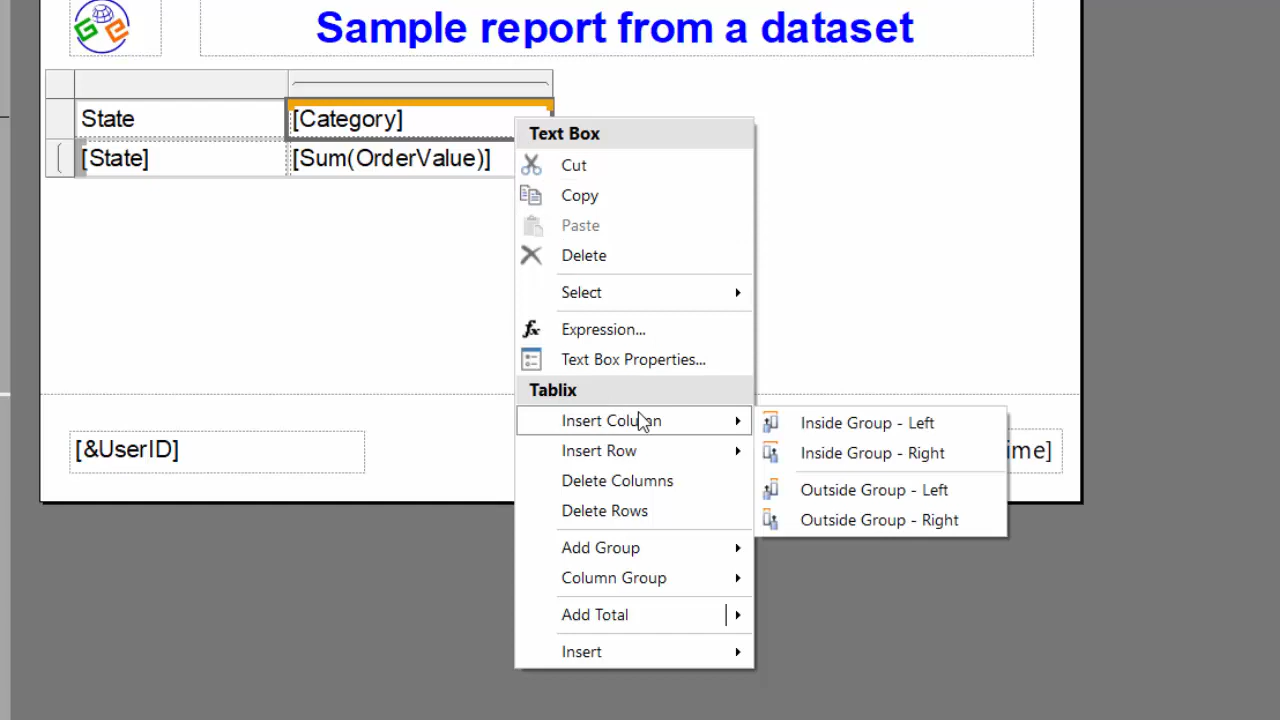 Sample report from a dataset
State [Category]
[State] [Sum(OrderValue)]
Text Box
Cut
Copy
Paste
Delete
Select
Expression...
Text Box Properties...
Tablix
Insert Column
Insert Row
Delete Columns
Delete Rows
Add Group
Column Group
Add Total
Insert
Inside Group - Left
Inside Group - Right
Outside Group - Left
Outside Group - Right
[&UserID]
ime]